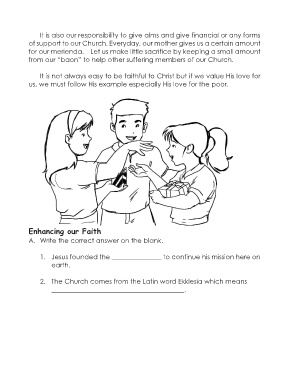 It is also our responsibility to give alms and give financial or any forms
of support to our Church. Everyday, our mother gives us a certain amount
for our merienda. Let us make little sacrifice by keeping a small amount
from our "baon" to help other suffering members of our Church.
It is not always easy to be faithful to Christ but if we value His love for
us, we must follow His example especially His love for the poor.
Enhancing our Faith
A. Write the correct answer on the blank.
1. Jesus founded the ______________ to continue his mission here on
earth.
2. The Church comes from the Latin word Ekklesia which means
______________________________________.